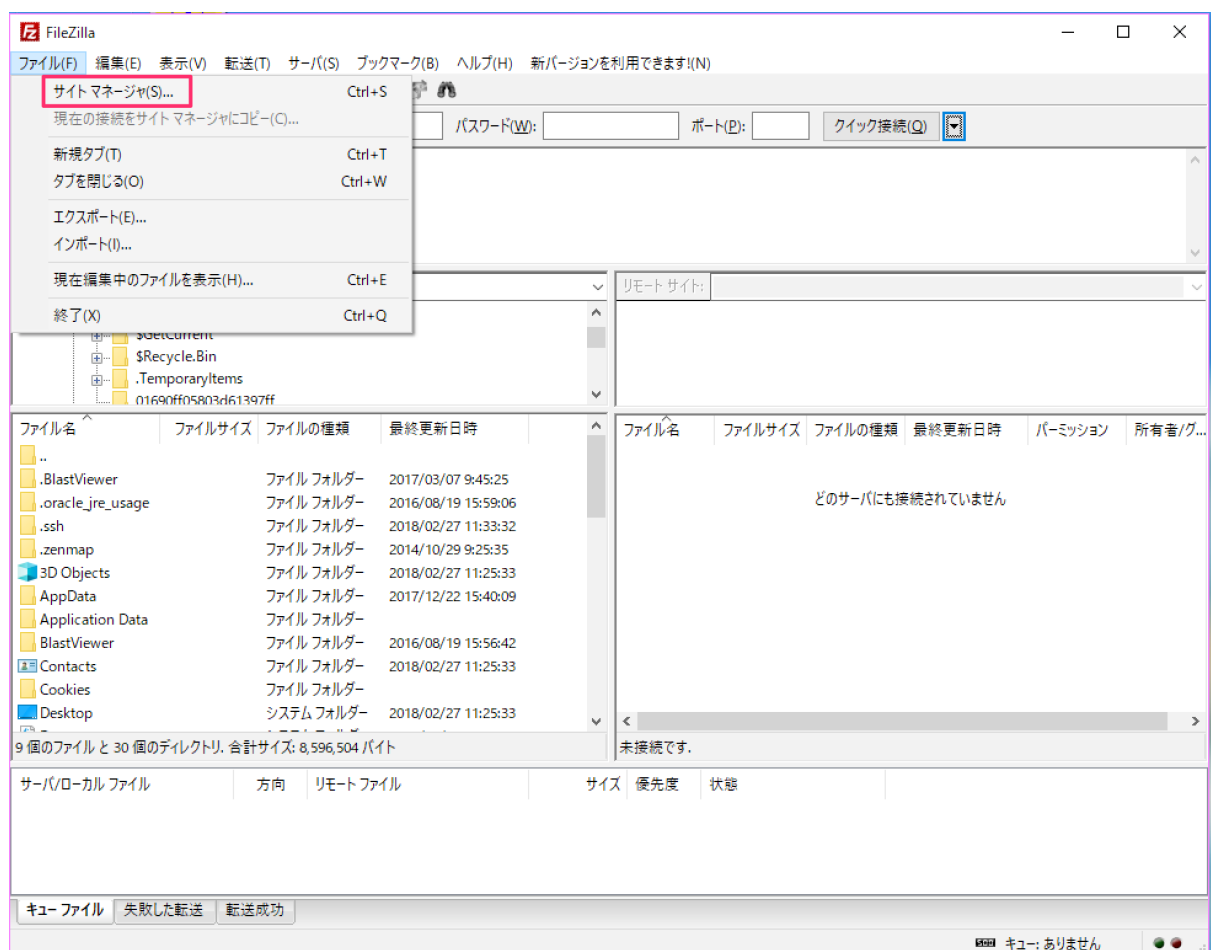 FileZilla
ファイル(F) 編集(E) 表示(V) 転送(T) サーバ(S) ブックマーク(B) ヘルプ(H) 新バージョンを利用できます!(N)
サイト マネージャ(S)... Ctrl+S
現在の接続をサイト マネージャにコピー(C)...
パスワード(W): ポート(P): クイック接続(Q)
新規タブ(T) Ctrl+T
タブを閉じる(O) Ctrl+W
エクスポート(E)...
インポート(I)...
現在編集中のファイルを表示(H)... Ctrl+E
終了(X) Ctrl+Q
リモート サイト:
$GetCurrent
$Recycle.Bin
.TemporaryItems
01690ff05803d61397ff
ファイル名 ファイルサイズ ファイルの種類 最終更新日時
..
.BlastViewer ファイル フォルダー 2017/03/07 9:45:25
.oracle_jre_usage ファイル フォルダー 2016/08/19 15:59:06
.ssh ファイル フォルダー 2018/02/27 11:33:32
.zenmap ファイル フォルダー 2014/10/29 9:25:35
3D Objects ファイル フォルダー 2018/02/27 11:25:33
AppData ファイル フォルダー 2017/12/22 15:40:09
Application Data ファイル フォルダー
BlastViewer ファイル フォルダー 2016/08/19 15:56:42
Contacts ファイル フォルダー 2018/02/27 11:25:33
Cookies ファイル フォルダー
Desktop システム フォルダー 2018/02/27 11:25:33
9 個のファイル と 30 個のディレクトリ. 合計サイズ: 8,596,504 バイト
ファイル名 ファイルサイズ ファイルの種類 最終更新日時 パーミッション 所有者/グ...
どのサーバにも接続されていません
未接続です.
サーバ/ローカル ファイル 方向 リモート ファイル サイズ 優先度 状態
キュー ファイル 失敗した転送 転送成功
キュー: ありません